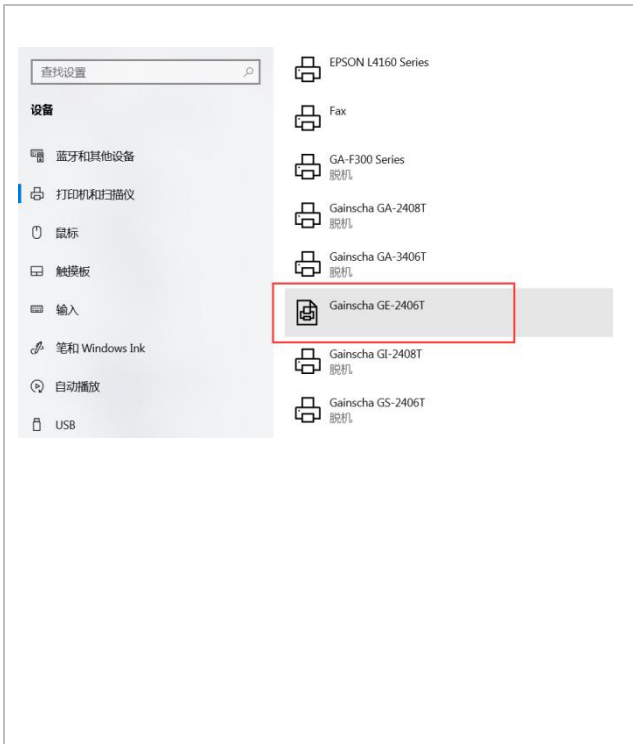 查找设置
设备
蓝牙和其他设备
打印机和扫描仪
鼠标
触摸板
输入
笔和 Windows Ink
自动播放
USB
EPSON L4160 Series
Fax
GA-F300 Series
脱机
Gainscha GA-2408T
脱机
Gainscha GA-3406T
脱机
Gainscha GE-2406T
Gainscha GI-2408T
脱机
Gainscha GS-2406T
脱机